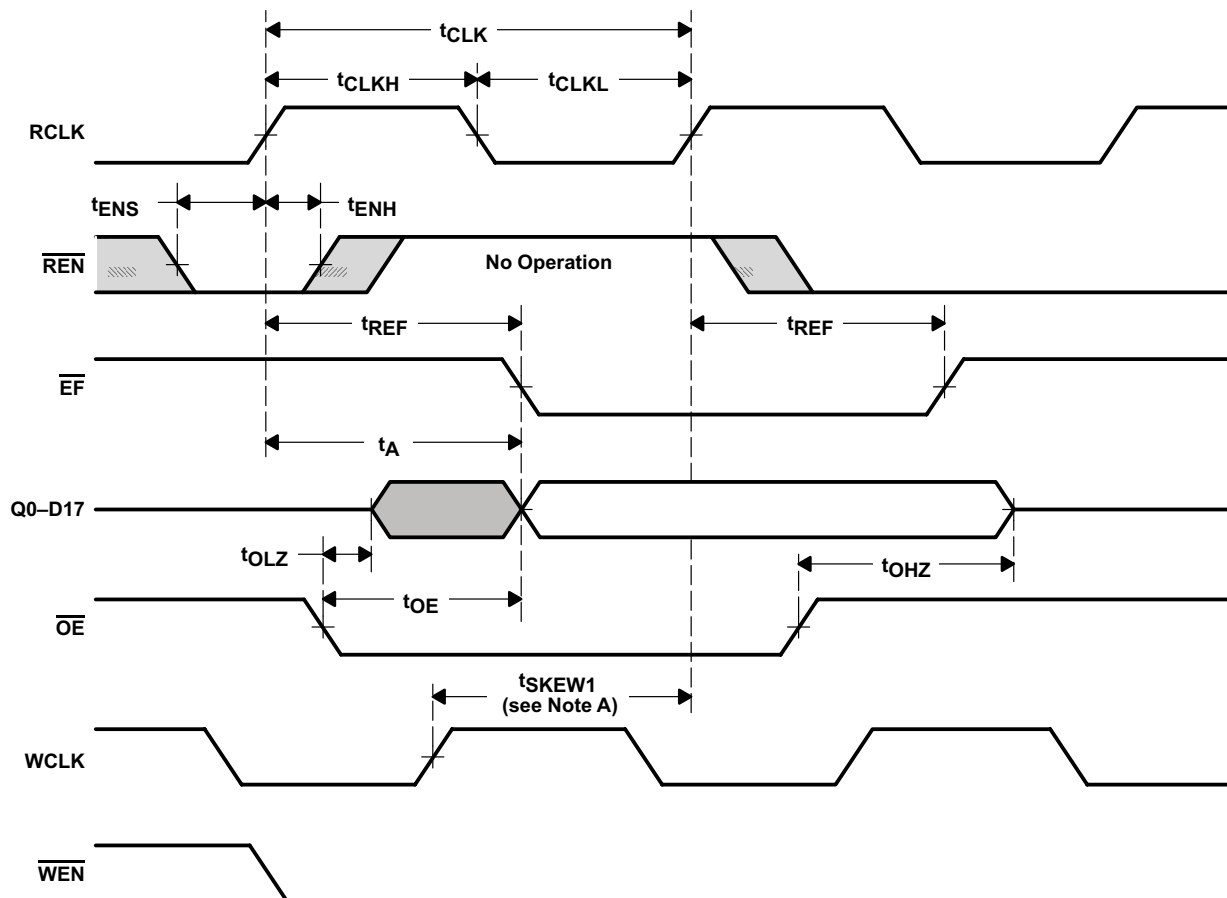 tCLK
tCLKH
tCLKL
RCLK
tENS
tENH
REN
No Operation
tREF
tREF
EF
tA
Q0–D17
tOLZ
tOHZ
tOE
OE
tSKEW1
(see Note A)
WCLK
WEN